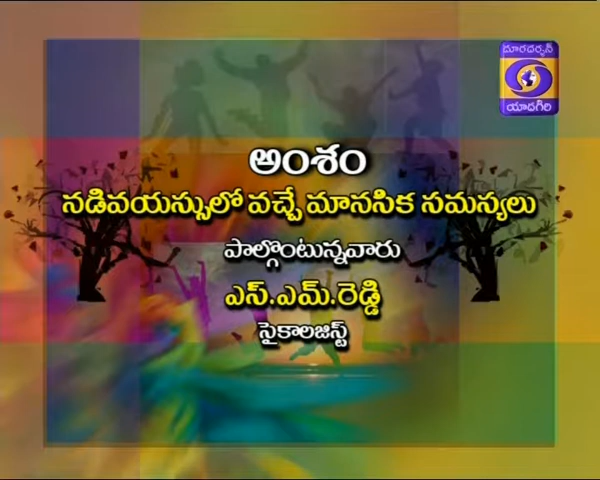 దూరదర్శన్
యాదగిరి
అంశం
నడివయస్సులో వచ్చే మానసిక సమస్యలు
పాల్గొంటున్నవారు
ఎస్.ఎమ్.రెడ్డి
సైకాలజిస్ట్